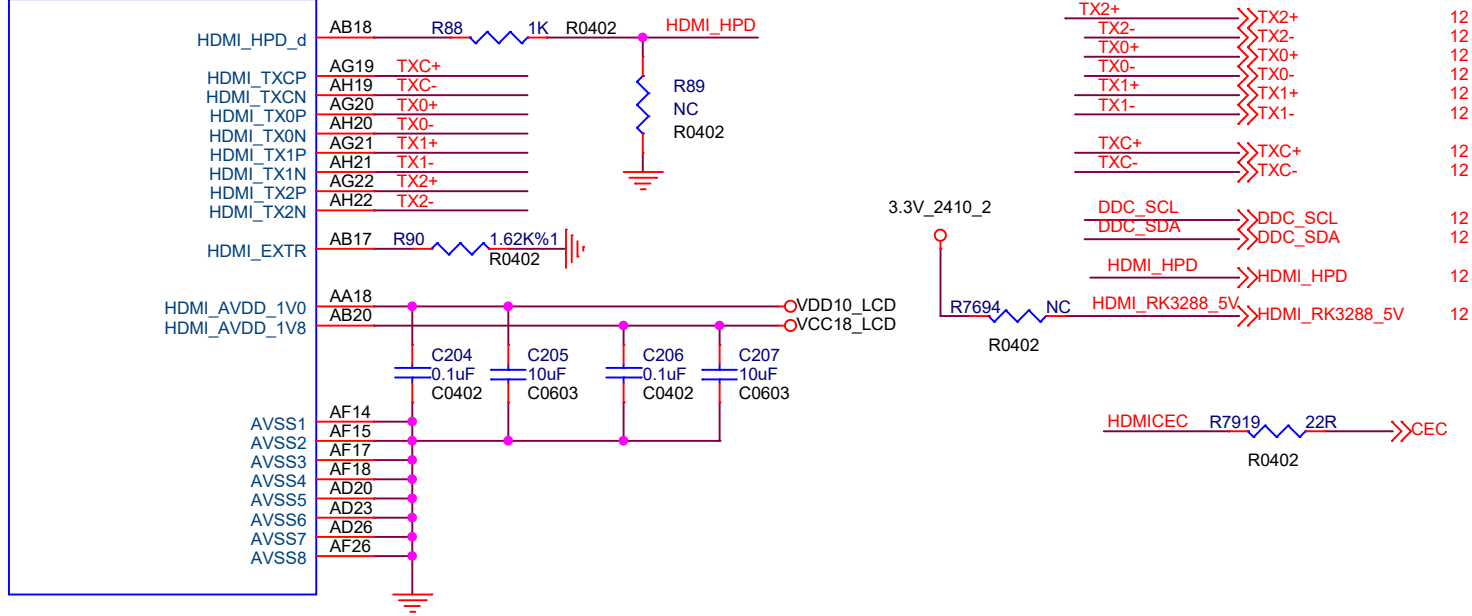 HDMI_HPD_d AB18 R88 1K R0402 HDMI_HPD
HDMI_TXCP AG19 TXC+
HDMI_TXCN AH19 TXC-
HDMI_TX0P AG20 TX0+
HDMI_TX0N AH20 TX0-
HDMI_TX1P AG21 TX1+
HDMI_TX1N AH21 TX1-
HDMI_TX2P AG22 TX2+
HDMI_TX2N AH22 TX2-
R89
NC
R0402
HDMI_EXTR AB17 R90 1.62K%1
R0402
HDMI_AVDD_1V0 AA18 VDD10_LCD
HDMI_AVDD_1V8 AB20 VCC18_LCD
C204
0.1uF
C0402
C205
10uF
C0603
C206
0.1uF
C0402
C207
10uF
C0603
AVSS1 AF14
AVSS2 AF15
AVSS3 AF17
AVSS4 AF18
AVSS5 AD20
AVSS6 AD23
AVSS7 AD26
AVSS8 AF26
TX2+ TX2+ 12
TX2- TX2- 12
TX0+ TX0+ 12
TX0- TX0- 12
TX1+ TX1+ 12
TX1- TX1- 12
TXC+ TXC+ 12
TXC- TXC- 12
DDC_SCL DDC_SCL 12
DDC_SDA DDC_SDA 12
HDMI_HPD HDMI_HPD 12
3.3V_2410_2
R7694 NC HDMI_RK3288_5V HDMI_RK3288_5V 12
R0402
HDMICEC R7919 22R CEC
R0402